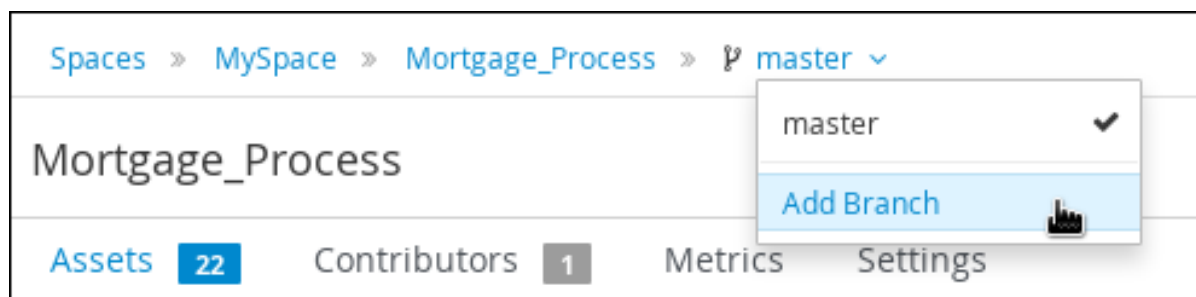 Spaces » MySpace » Mortgage_Process » master
master
Mortgage_Process
Add Branch
Assets 22 Contributors 1 Metrics Settings